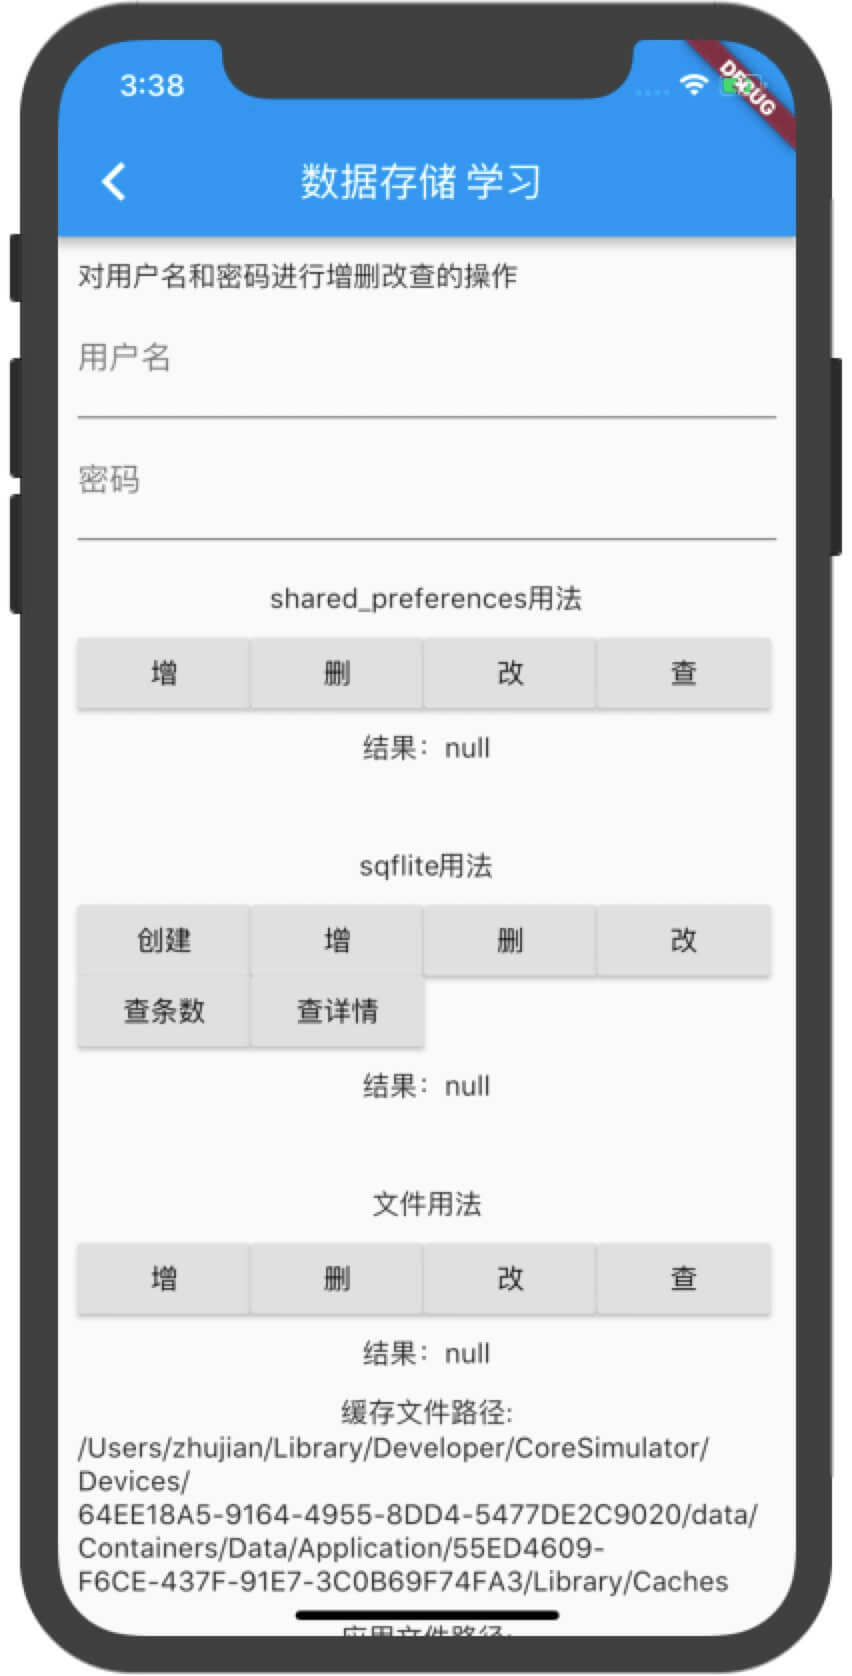 3:38
DEBUG
数据存储 学习
对用户名和密码进行增删改查的操作
用户名
密码
shared_preferences用法
增 删 改 查
结果：null
sqflite用法
创建 增 删 改
查条数 查详情
结果：null
文件用法
增 删 改 查
结果：null
缓存文件路径:
/Users/zhujian/Library/Developer/CoreSimulator/
Devices/
64EE18A5-9164-4955-8DD4-5477DE2C9020/data/
Containers/Data/Application/55ED4609-
F6CE-437F-91E7-3C0B69F74FA3/Library/Caches
应用文件路径: